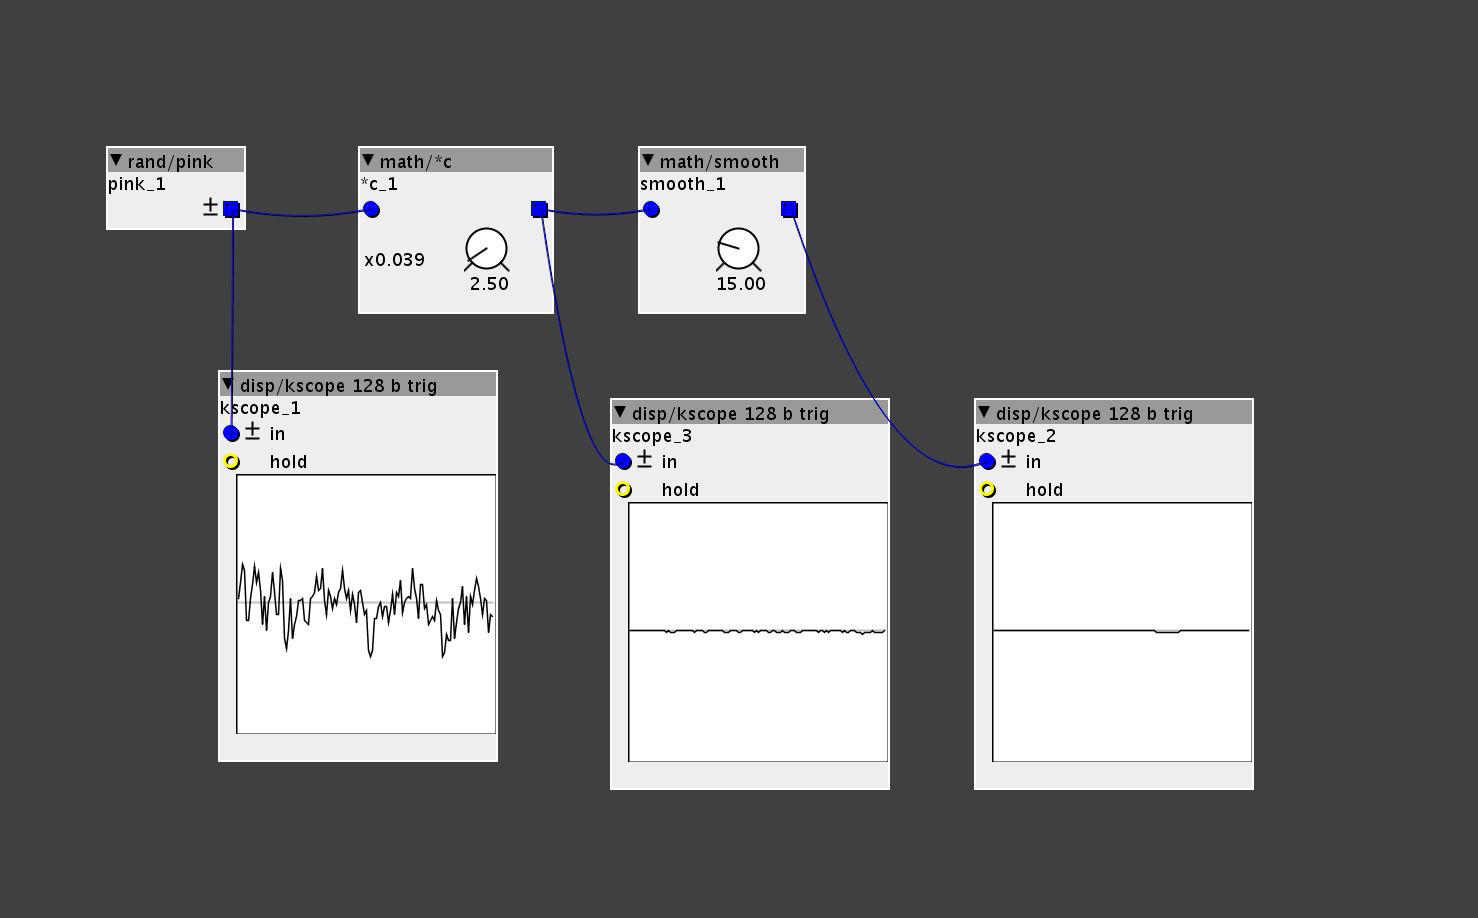 rand/pink
pink_1
±
math/*c
*c_1
x0.039
2.50
math/smooth
smooth_1
15.00
disp/kscope 128 b trig
kscope_1
± in
hold
disp/kscope 128 b trig
kscope_3
± in
hold
disp/kscope 128 b trig
kscope_2
± in
hold